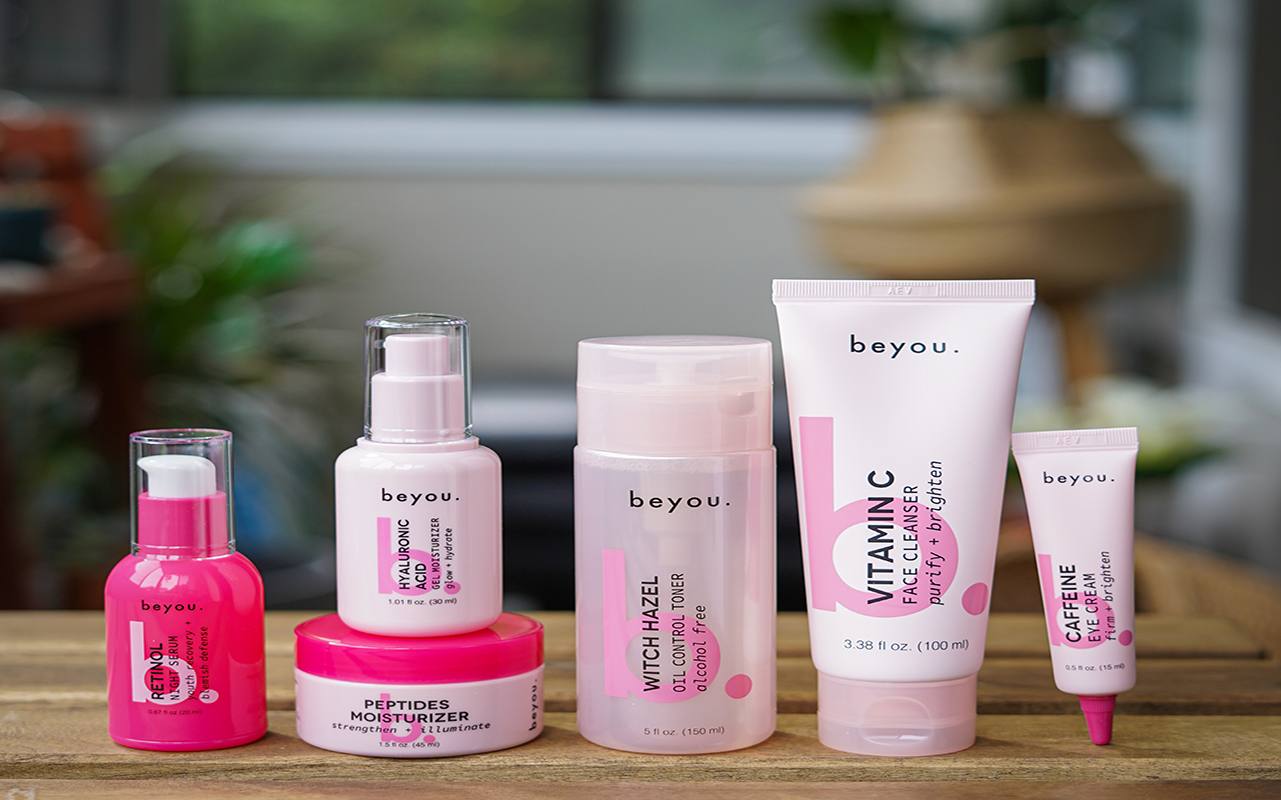 beyou.
b.
RETINOL
NIGHT SERUM
youth recovery +
blemish defense
0.67 fl oz (20 ml)
beyou.
b.
HYALURONIC
ACID
GEL MOISTURIZER
glow + hydrate
1.01 fl oz. (30 ml)
b.
PEPTIDES
MOISTURIZER
strengthen + illuminate
1.5 fl oz. (45 ml)
beyou.
beyou.
b.
WITCH HAZEL
OIL CONTROL TONER
alcohol free
5 fl oz. (150 ml)
AEV
beyou.
b.
VITAMIN C
FACE CLEANSER
purify + brighten
3.38 fl oz. (100 ml)
AEV
beyou.
b.
CAFFEINE
EYE CREAM
firm + brighten
0.5 fl oz. (15 ml)